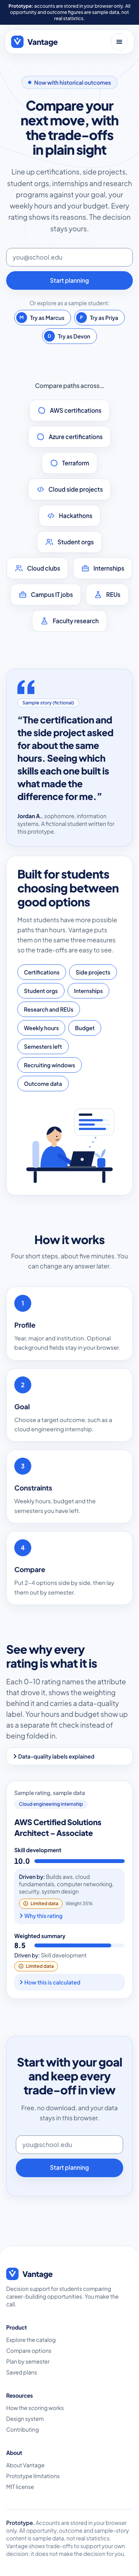 Prototype: accounts are stored in your browser only. All
opportunity and outcome figures are sample data, not
real statistics.
Vantage
Now with historical outcomes
Compare your
next move, with
the trade-offs
in plain sight
Line up certifications, side projects,
student orgs, internships and research
programs against your goal, your
weekly hours and your budget. Every
rating shows its reason. The decision
stays yours.
you@school.edu
Start planning
Or explore as a sample student:
M Try as Marcus
P Try as Priya
D Try as Devon
Compare paths across…
AWS certifications
Azure certifications
Terraform
Cloud side projects
Hackathons
Student orgs
Cloud clubs
Internships
Campus IT jobs
REUs
Faculty research
Sample story (fictional)
“The certification and
the side project asked
for about the same
hours. Seeing which
skills each one built is
what made the
difference for me.”
Jordan A., sophomore, information
systems. A fictional student written for
this prototype.
Built for students
choosing between
good options
Most students have more possible
paths than hours. Vantage puts
them on the same three measures
so the trade-offs are easy to see.
Certifications
Side projects
Student orgs
Internships
Research and REUs
Weekly hours
Budget
Semesters left
Recruiting windows
Outcome data
How it works
Four short steps, about five minutes. You
can change any answer later.
1
Profile
Year, major and institution. Optional
background fields stay in your browser.
2
Goal
Choose a target outcome, such as a
cloud engineering internship.
3
Constraints
Weekly hours, budget and the
semesters you have left.
4
Compare
Put 2–4 options side by side, then lay
them out by semester.
See why every
rating is what it is
Each 0–10 rating names the attribute
that drove it, shows the weighting
behind it and carries a data-quality
label. Your hours and budget show up
as a separate fit check instead of
being folded in.
Data-quality labels explained
Sample rating, sample data
Cloud engineering internship
AWS Certified Solutions
Architect – Associate
Skill development
10.0
Driven by: Builds aws, cloud
fundamentals, computer networking,
security, system design
Limited data
Weight 35%
Why this rating
Weighted summary
8.5
Driven by: Skill development
Limited data
How this is calculated
Start with your goal
and keep every
trade-off in view
Free, no download, and your data
stays in this browser.
you@school.edu
Start planning
Vantage
Decision support for students comparing
career-building opportunities. You make the
call.
Product
Explore the catalog
Compare options
Plan by semester
Saved plans
Resources
How the scoring works
Design system
Contributing
About
About Vantage
Prototype limitations
MIT license
Prototype. Accounts are stored in your browser
only. All opportunity, outcome and sample-story
content is sample data, not real statistics.
Vantage shows trade-offs to support your own
decision; it does not make the decision for you.